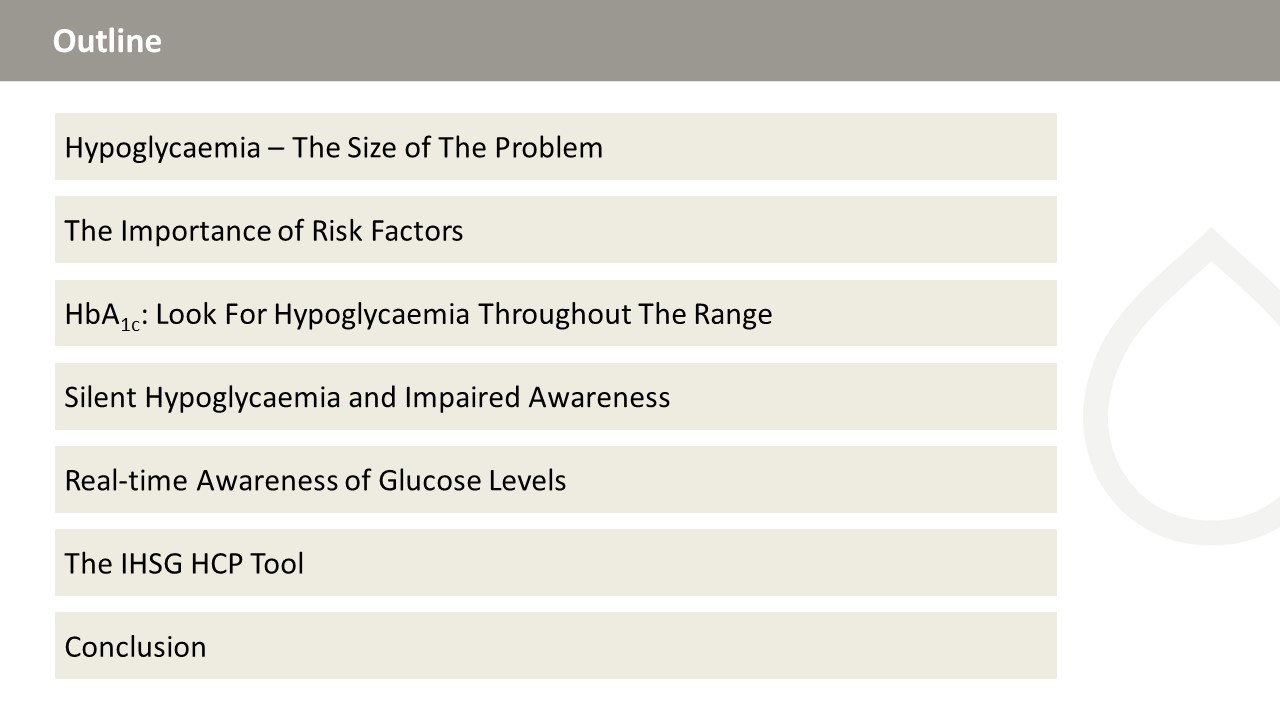 Outline
Hypoglycaemia – The Size of The Problem
The Importance of Risk Factors
HbA1c: Look For Hypoglycaemia Throughout The Range
Silent Hypoglycaemia and Impaired Awareness
Real-time Awareness of Glucose Levels
The IHSG HCP Tool
Conclusion